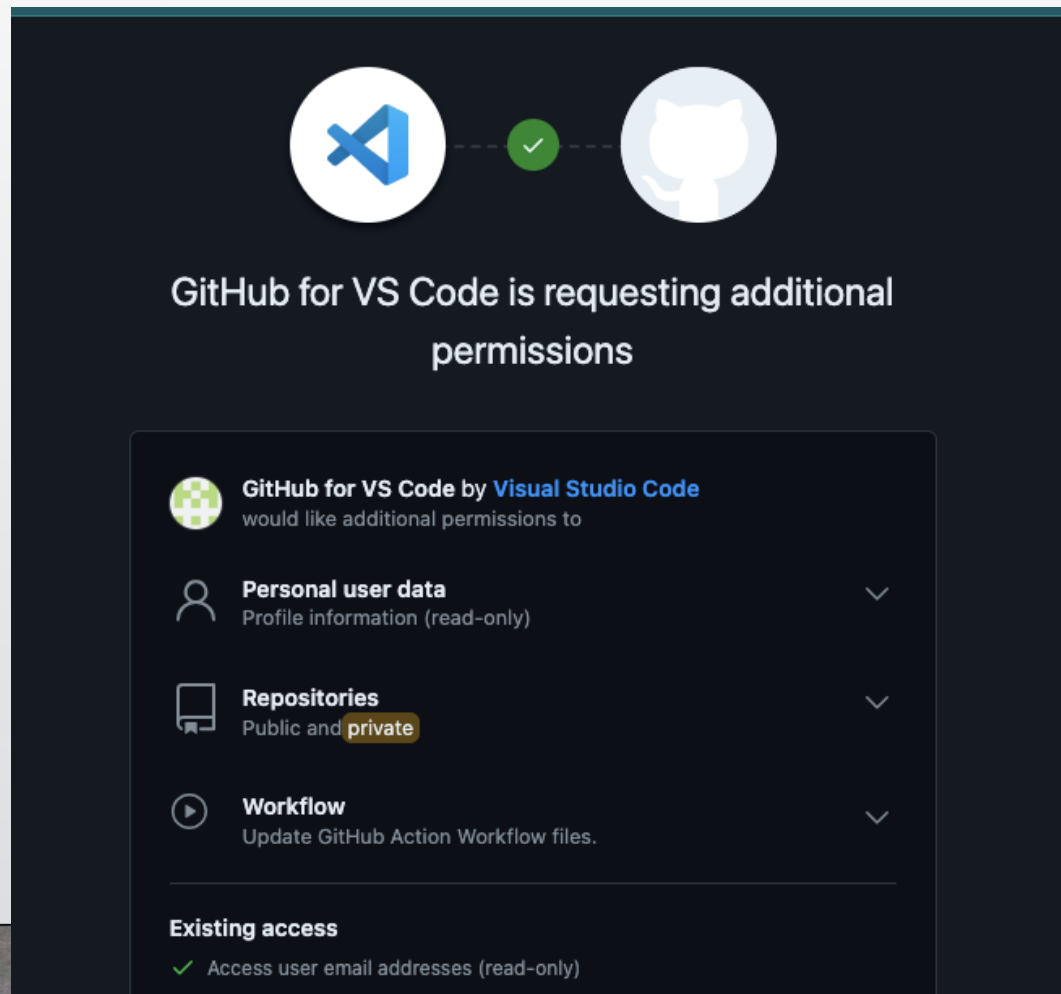 GitHub for VS Code is requesting additional
permissions
GitHub for VS Code by Visual Studio Code
would like additional permissions to
Personal user data
Profile information (read-only)
Repositories
Public and private
Workflow
Update GitHub Action Workflow files.
Existing access
Access user email addresses (read-only)